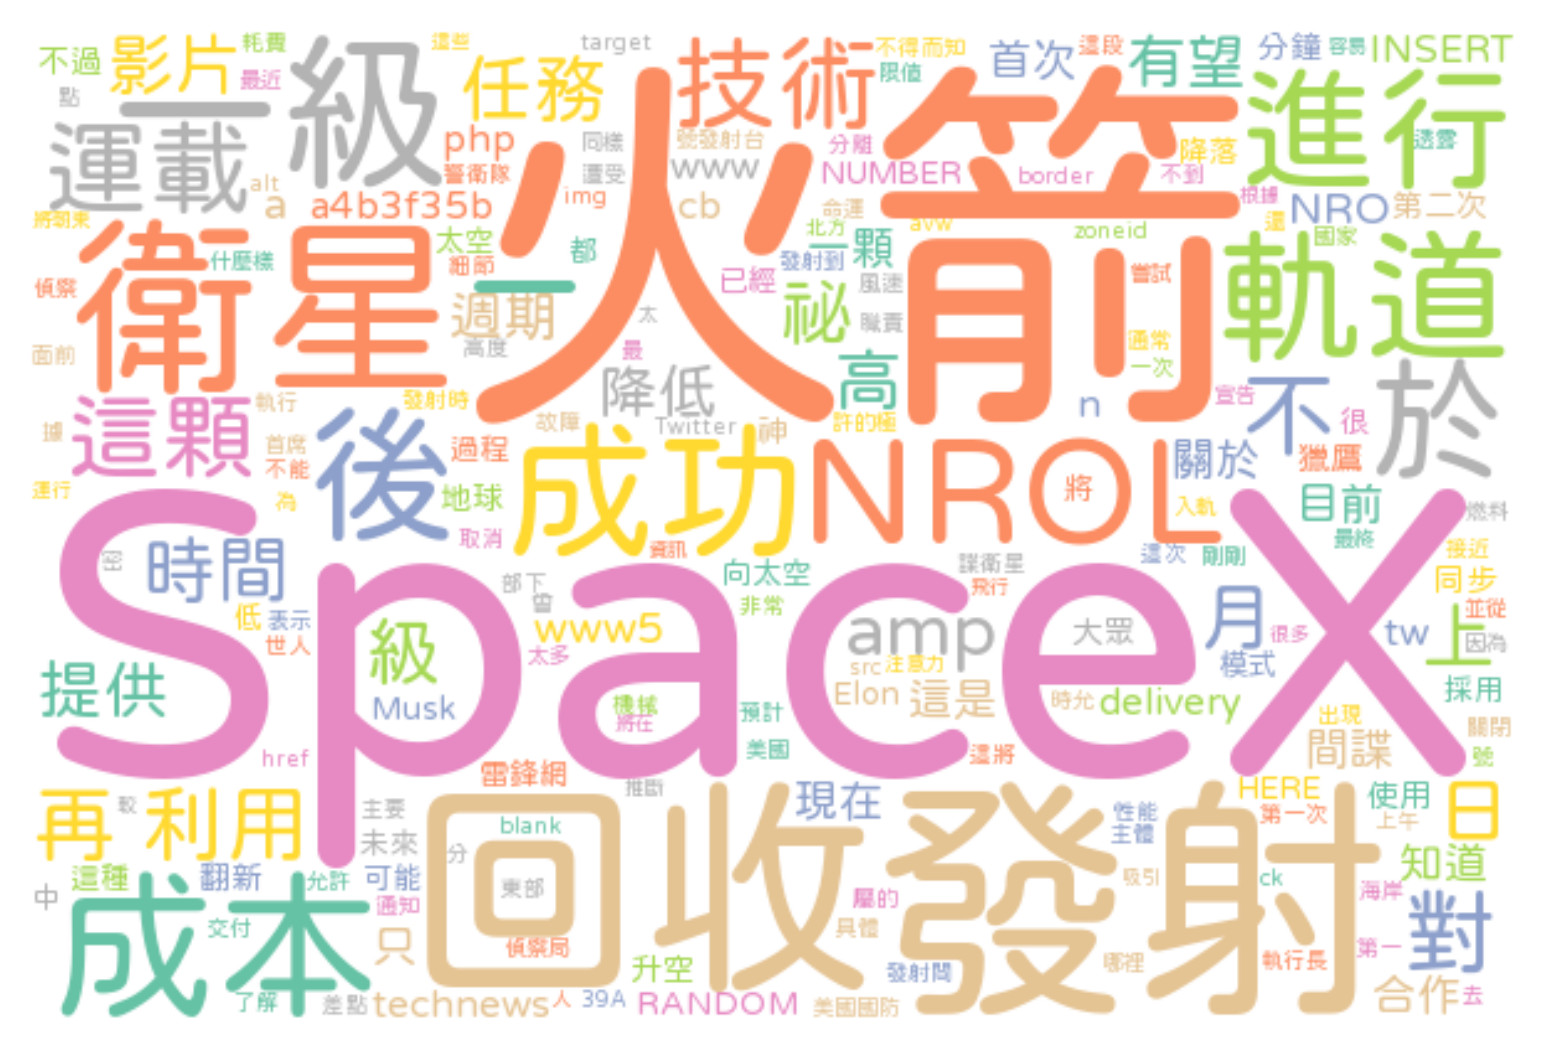 不過
影片
耗費
最近
這些
target
技術
不得而知
限值
首次
這段
有望
分鐘
容易
INSERT
點
一級
任務
火箭
進行
透露
運載
php
同樣
號發射台
分離
降落
警衛隊
遭受
www
NUMBER
border
不到
alt
a
a4b3f35b
img
cb
命運
根據
NRO
第二次
將朝東
衛星
太空
什麼樣
細節
都
北方
avw
一顆
zoneid
還
國家
軌道
偵察
週期
已經
發射到
祕
風速
嘗試
太
職責
面前
高度
最
高
通常
一次
這顆
執行
發射時
降低
故障
Twitter
神
許的極
n
宣告
不
很
於
據
首席
不能
後
過程
成功
NROL
將
關於
獵鷹
運行
為
地球
取消
資訊
入軌
目前
燃料
最終
密
時間
SpaceX
部下
曾
向太空
諜衛星
這次
剛剛
接近
同步
飛行
非常
低
表示
世人
級
www5
太多
amp
大眾
月
很多
tw
上
並從
因為
src
注意力
模式
提供
Musk
機械
將在
預計
Elon
這是
時允
delivery
採用
出現
間諜
關閉
號
美國
這將
href
雷鋒網
推斷
再
較
利用
主要
未來
回收
發射
現在
性能
主體
HERE
第一次
使用
上午
日
blank
分
東部
中
這種
翻新
允許
可能
通知
屬的
吸引
ck
知道
海岸
成本
交付
只
偵察局
具體
哪裡
執行長
第一
對
升空
發射間
了解
差點
technews
人
39A
RANDOM
美國國防
合作
去